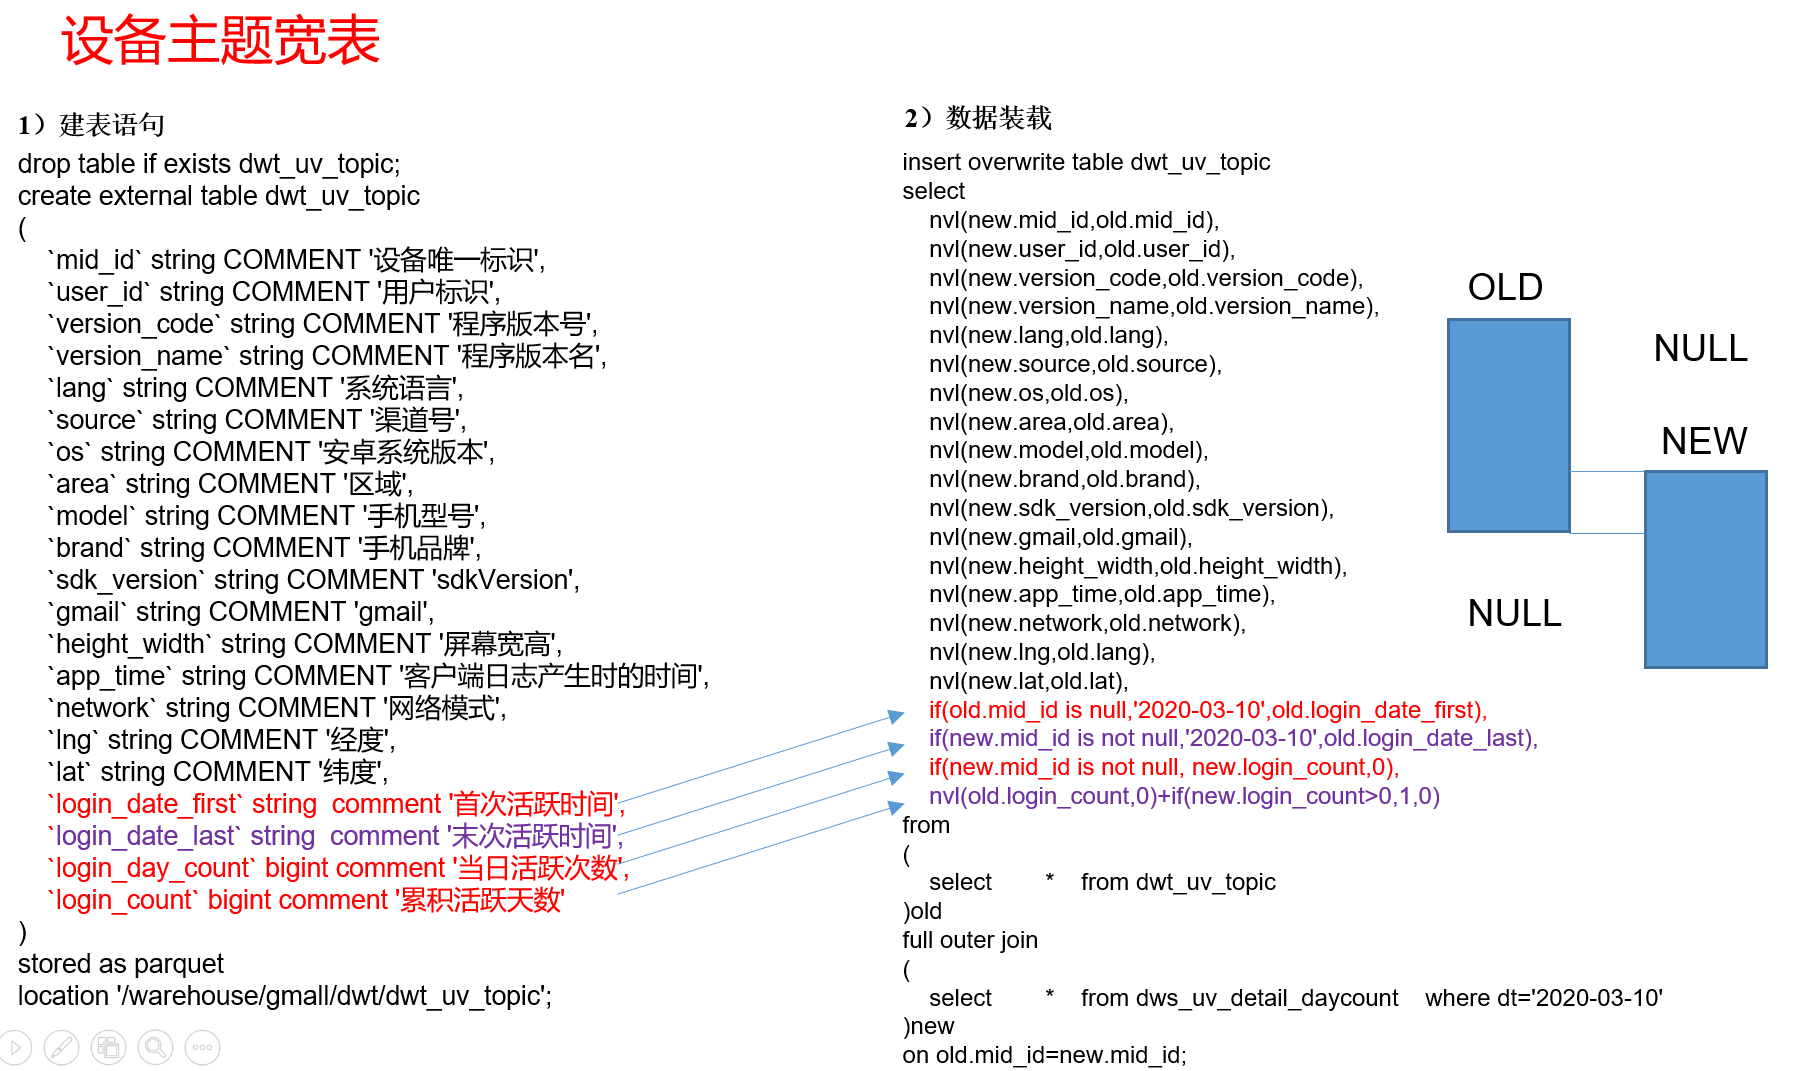 设备主题宽表
1）建表语句
drop table if exists dwt_uv_topic;
create external table dwt_uv_topic
(
`mid_id` string COMMENT '设备唯一标识',
`user_id` string COMMENT '用户标识',
`version_code` string COMMENT '程序版本号',
`version_name` string COMMENT '程序版本名',
`lang` string COMMENT '系统语言',
`source` string COMMENT '渠道号',
`os` string COMMENT '安卓系统版本',
`area` string COMMENT '区域',
`model` string COMMENT '手机型号',
`brand` string COMMENT '手机品牌',
`sdk_version` string COMMENT 'sdkVersion',
`gmail` string COMMENT 'gmail',
`height_width` string COMMENT '屏幕宽高',
`app_time` string COMMENT '客户端日志产生时的时间',
`network` string COMMENT '网络模式',
`lng` string COMMENT '经度',
`lat` string COMMENT '纬度',
`login_date_first` string  comment '首次活跃时间',
`login_date_last` string  comment '末次活跃时间',
`login_day_count` bigint comment '当日活跃次数',
`login_count` bigint comment '累积活跃天数'
)
stored as parquet
location '/warehouse/gmall/dwt/dwt_uv_topic';
2）数据装载
insert overwrite table dwt_uv_topic
select
nvl(new.mid_id,old.mid_id),
nvl(new.user_id,old.user_id),
nvl(new.version_code,old.version_code),
nvl(new.version_name,old.version_name),
nvl(new.lang,old.lang),
nvl(new.source,old.source),
nvl(new.os,old.os),
nvl(new.area,old.area),
nvl(new.model,old.model),
nvl(new.brand,old.brand),
nvl(new.sdk_version,old.sdk_version),
nvl(new.gmail,old.gmail),
nvl(new.height_width,old.height_width),
nvl(new.app_time,old.app_time),
nvl(new.network,old.network),
nvl(new.lng,old.lang),
nvl(new.lat,old.lat),
if(old.mid_id is null,'2020-03-10',old.login_date_first),
if(new.mid_id is not null,'2020-03-10',old.login_date_last),
if(new.mid_id is not null, new.login_count,0),
nvl(old.login_count,0)+if(new.login_count>0,1,0)
from
(
select * from dwt_uv_topic
)old
full outer join
(
select * from dws_uv_detail_daycount where dt='2020-03-10'
)new
on old.mid_id=new.mid_id;
OLD
NULL
NEW
NULL